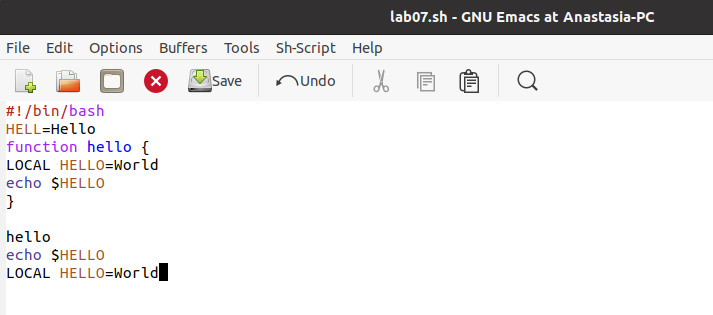 lab07.sh - GNU Emacs at Anastasia-PC
File Edit Options Buffers Tools Sh-Script Help
Save Undo
#!/bin/bash
HELL=Hello
function hello {
LOCAL HELLO=World
echo $HELLO
}
hello
echo $HELLO
LOCAL HELLO=World